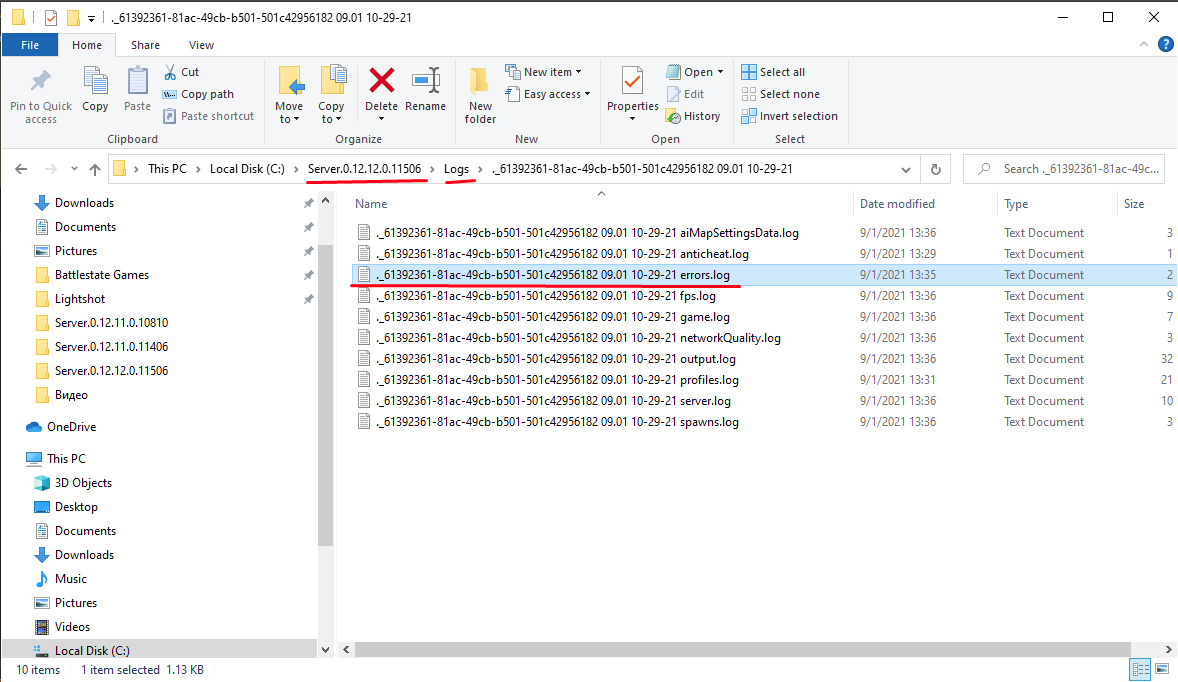 ._61392361-81ac-49cb-b501-501c42956182 09.01 10-29-21
File Home Share View
Pin to Quick access
Copy
Paste
Cut
Copy path
Paste shortcut
Clipboard
Move to
Copy to
Delete
Rename
Organize
New folder
New item
Easy access
New
Properties
Open
Edit
History
Open
Select all
Select none
Invert selection
Select
This PC > Local Disk (C:) > Server.0.12.12.0.11506 > Logs > ._61392361-81ac-49cb-b501-501c42956182 09.01 10-29-21
Search ._61392361-81ac-49c...
Downloads
Documents
Pictures
Battlestate Games
Lightshot
Server.0.12.11.0.10810
Server.0.12.11.0.11406
Server.0.12.12.0.11506
Видео
OneDrive
This PC
3D Objects
Desktop
Documents
Downloads
Music
Pictures
Videos
Local Disk (C:)
Name Date modified Type Size
._61392361-81ac-49cb-b501-501c42956182 09.01 10-29-21 aiMapSettingsData.log 9/1/2021 13:36 Text Document 3
._61392361-81ac-49cb-b501-501c42956182 09.01 10-29-21 anticheat.log 9/1/2021 13:29 Text Document 1
._61392361-81ac-49cb-b501-501c42956182 09.01 10-29-21 errors.log 9/1/2021 13:35 Text Document 2
._61392361-81ac-49cb-b501-501c42956182 09.01 10-29-21 fps.log 9/1/2021 13:36 Text Document 9
._61392361-81ac-49cb-b501-501c42956182 09.01 10-29-21 game.log 9/1/2021 13:36 Text Document 7
._61392361-81ac-49cb-b501-501c42956182 09.01 10-29-21 networkQuality.log 9/1/2021 13:36 Text Document 3
._61392361-81ac-49cb-b501-501c42956182 09.01 10-29-21 output.log 9/1/2021 13:36 Text Document 32
._61392361-81ac-49cb-b501-501c42956182 09.01 10-29-21 profiles.log 9/1/2021 13:31 Text Document 21
._61392361-81ac-49cb-b501-501c42956182 09.01 10-29-21 server.log 9/1/2021 13:36 Text Document 10
._61392361-81ac-49cb-b501-501c42956182 09.01 10-29-21 spawns.log 9/1/2021 13:36 Text Document 3
10 items 1 item selected 1.13 KB